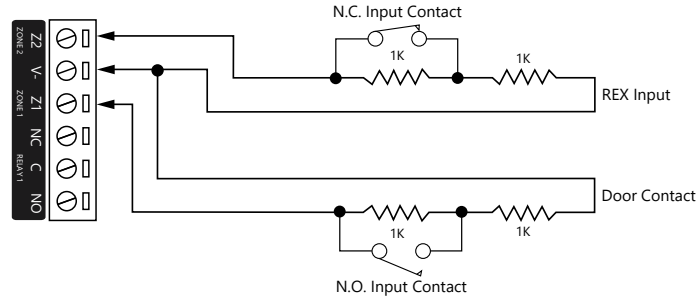 N.C. Input Contact
1K
1K
REX Input
Z2
ZONE 2
V-
Z1
ZONE 1
NC
C
RELAY 1
NO
Door Contact
1K
1K
N.O. Input Contact